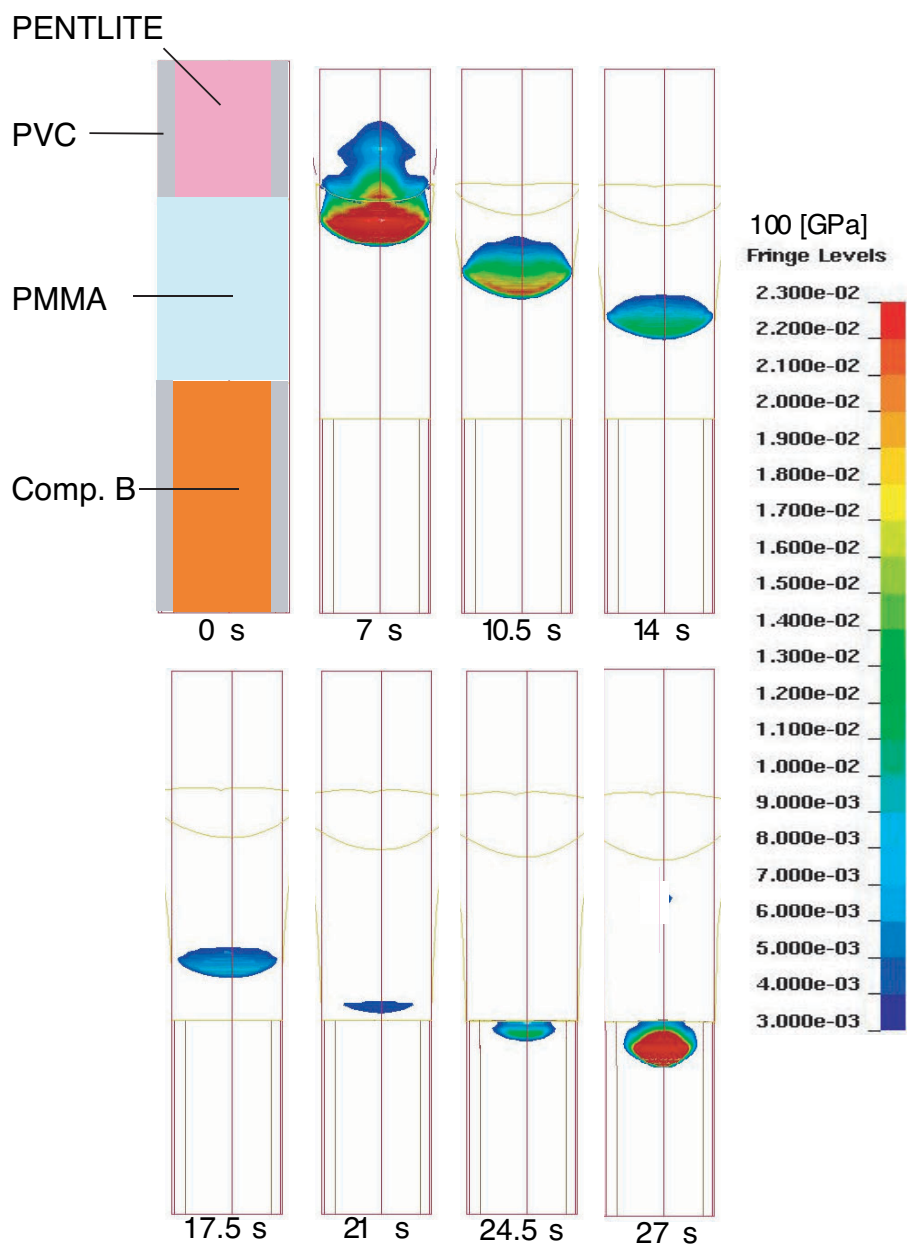 PENTLITE
PVC
PMMA
Comp. B
0 s
7 s
10.5 s
14 s
100 [GPa]
Fringe Levels
2.300e-02
2.200e-02
2.100e-02
2.000e-02
1.900e-02
1.800e-02
1.700e-02
1.600e-02
1.500e-02
1.400e-02
1.300e-02
1.200e-02
1.100e-02
1.000e-02
9.000e-03
8.000e-03
7.000e-03
6.000e-03
5.000e-03
4.000e-03
3.000e-03
17.5 s
21 s
24.5 s
27 s